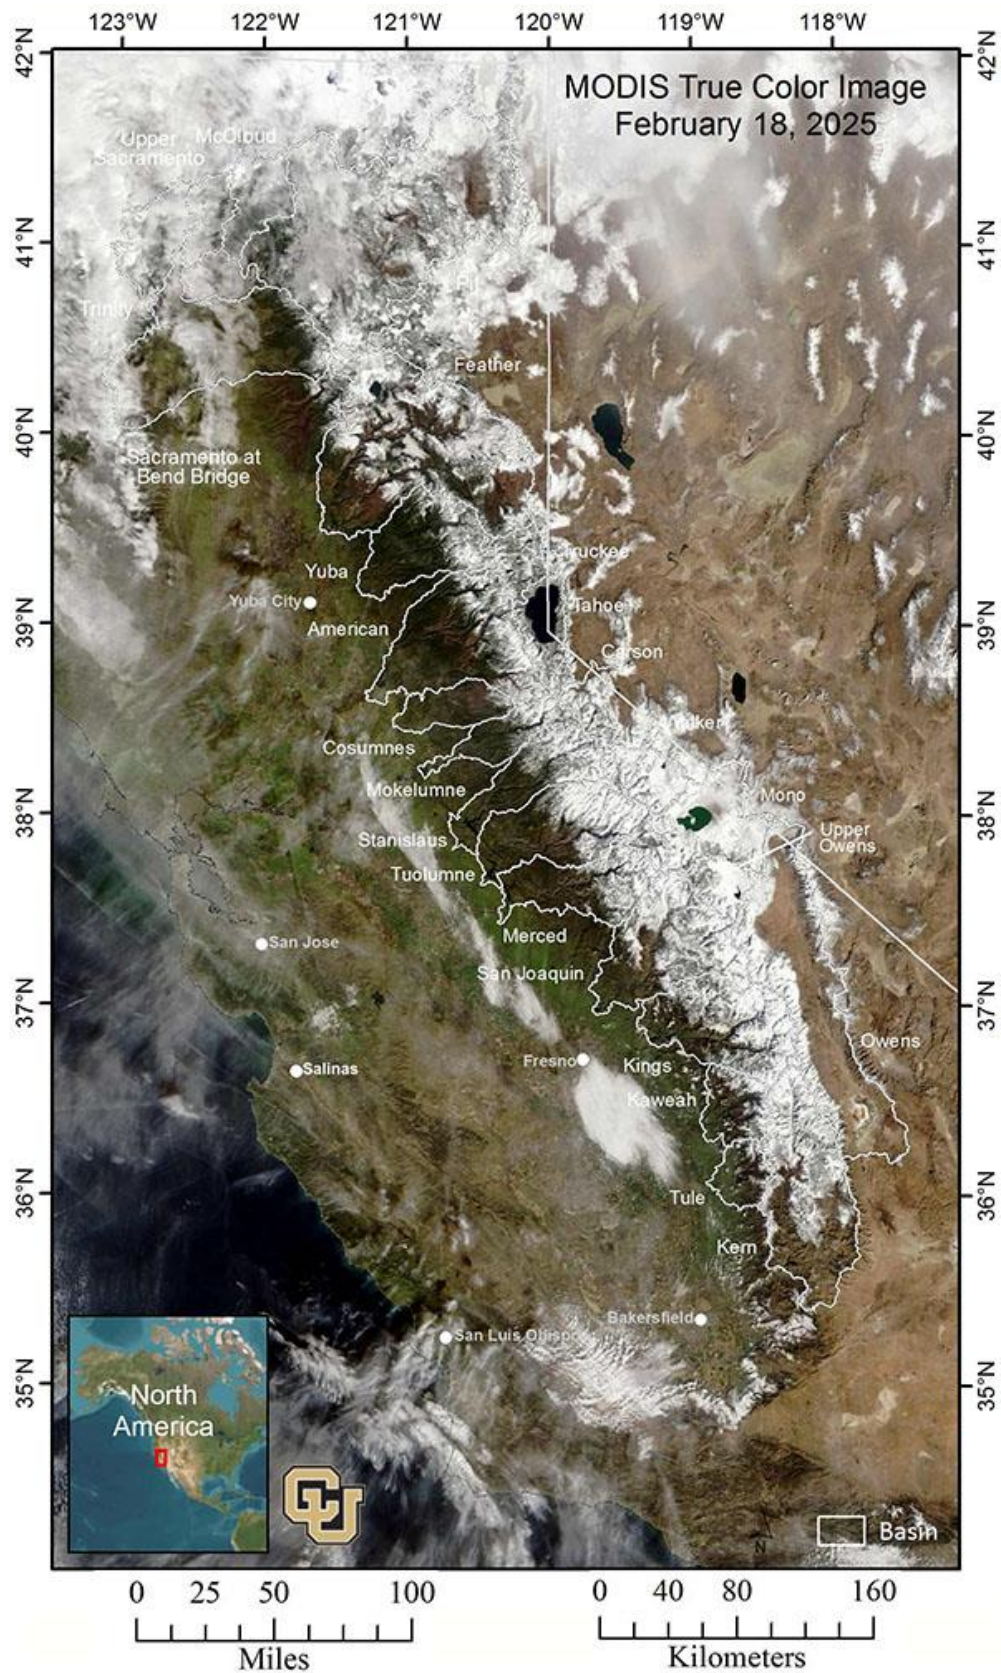 123°W 122°W 121°W 120°W 119°W 118°W
42°N
42°N
MODIS True Color Image
February 18, 2025
Upper
Sacramento
McCloud
41°N
41°N
Pit
Trinity
Feather
40°N
40°N
Sacramento at
Bend Bridge
Truckee
Yuba
Yuba City
Tahoe
39°N
39°N
American
Carson
Walker
Cosumnes
Mokelumne
Mono
38°N
38°N
Upper
Owens
Stanislaus
Tuolumne
Merced
San Jose
San Joaquin
37°N
37°N
Owens
Fresno
Kings
Salinas
Kaweah
36°N
36°N
Tule
Kern
Bakersfield
San Luis Obispo
35°N
35°N
North
America
CU
Basin
N
0 25 50 100
Miles
0 40 80 160
Kilometers